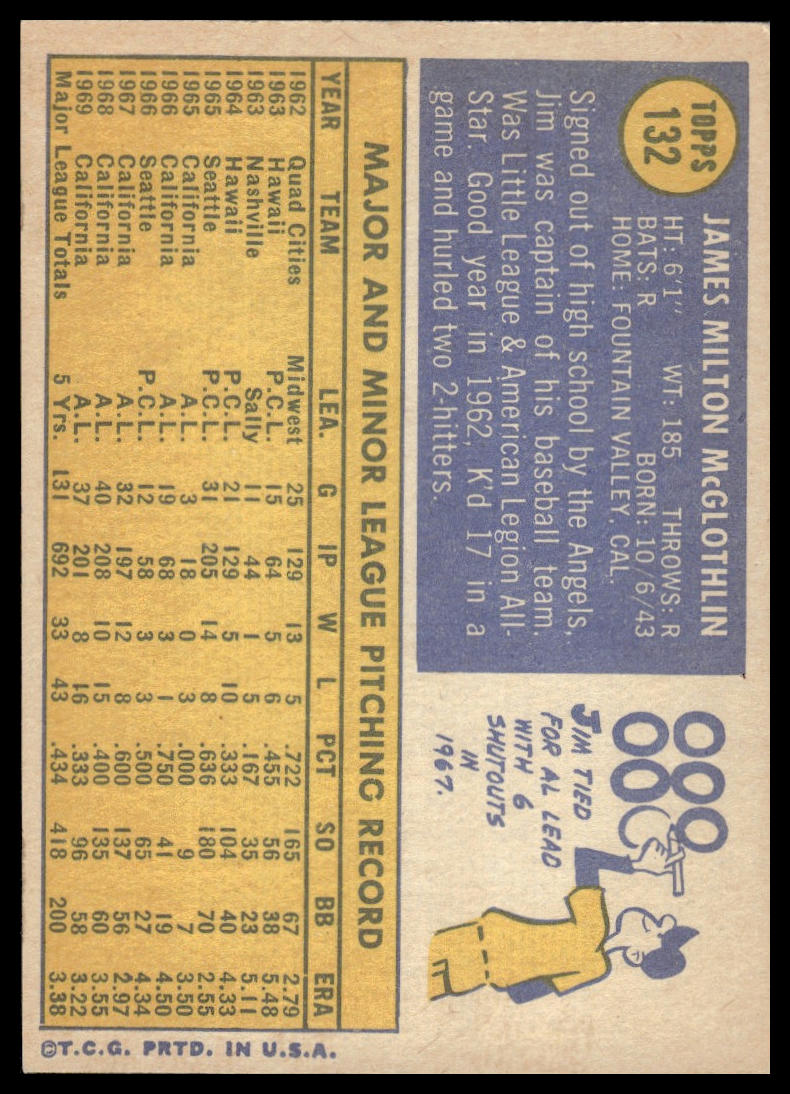 TOPPS
132
JAMES MILTON McGLOTHLIN
HT: 6'1" WT: 185 THROWS: R
BATS: R BORN: 10/6/43
HOME: FOUNTAIN VALLEY, CAL.
Signed out of high school by the Angels,
Jim was captain of his baseball team.
Was Little League & American Legion All-
Star. Good year in 1962, K'd 17 in a
game and hurled two 2-hitters.
JIM TIED
FOR AL LEAD
WITH 6
SHUTOUTS
IN
1967.
MAJOR AND MINOR LEAGUE PITCHING RECORD
YEAR TEAM LEA. G IP W L PCT SO BB ERA
1962 Quad Cities Midwest 25 129 13 5 .722 165 67 2.79
1963 Hawaii P.C.L. 15 64 5 6 .455 56 38 5.48
1963 Nashville Sally 11 44 1 5 .167 35 23 5.11
1964 Hawaii P.C.L. 21 129 5 10 .333 104 40 4.33
1965 Seattle P.C.L. 31 205 14 8 .636 180 70 2.55
1965 California A.L. 3 18 0 3 .000 9 7 3.50
1966 California A.L. 19 68 3 1 .750 41 19 4.50
1966 Seattle P.C.L. 12 58 3 3 .500 65 27 4.34
1967 California A.L. 32 197 12 8 .600 137 56 2.97
1968 California A.L. 40 208 10 15 .400 135 60 3.55
1969 California A.L. 37 201 8 16 .333 96 58 3.22
Major League Totals 5 Yrs. 131 692 33 43 .434 418 200 3.38
©T.C.G. PRTD. IN U.S.A.